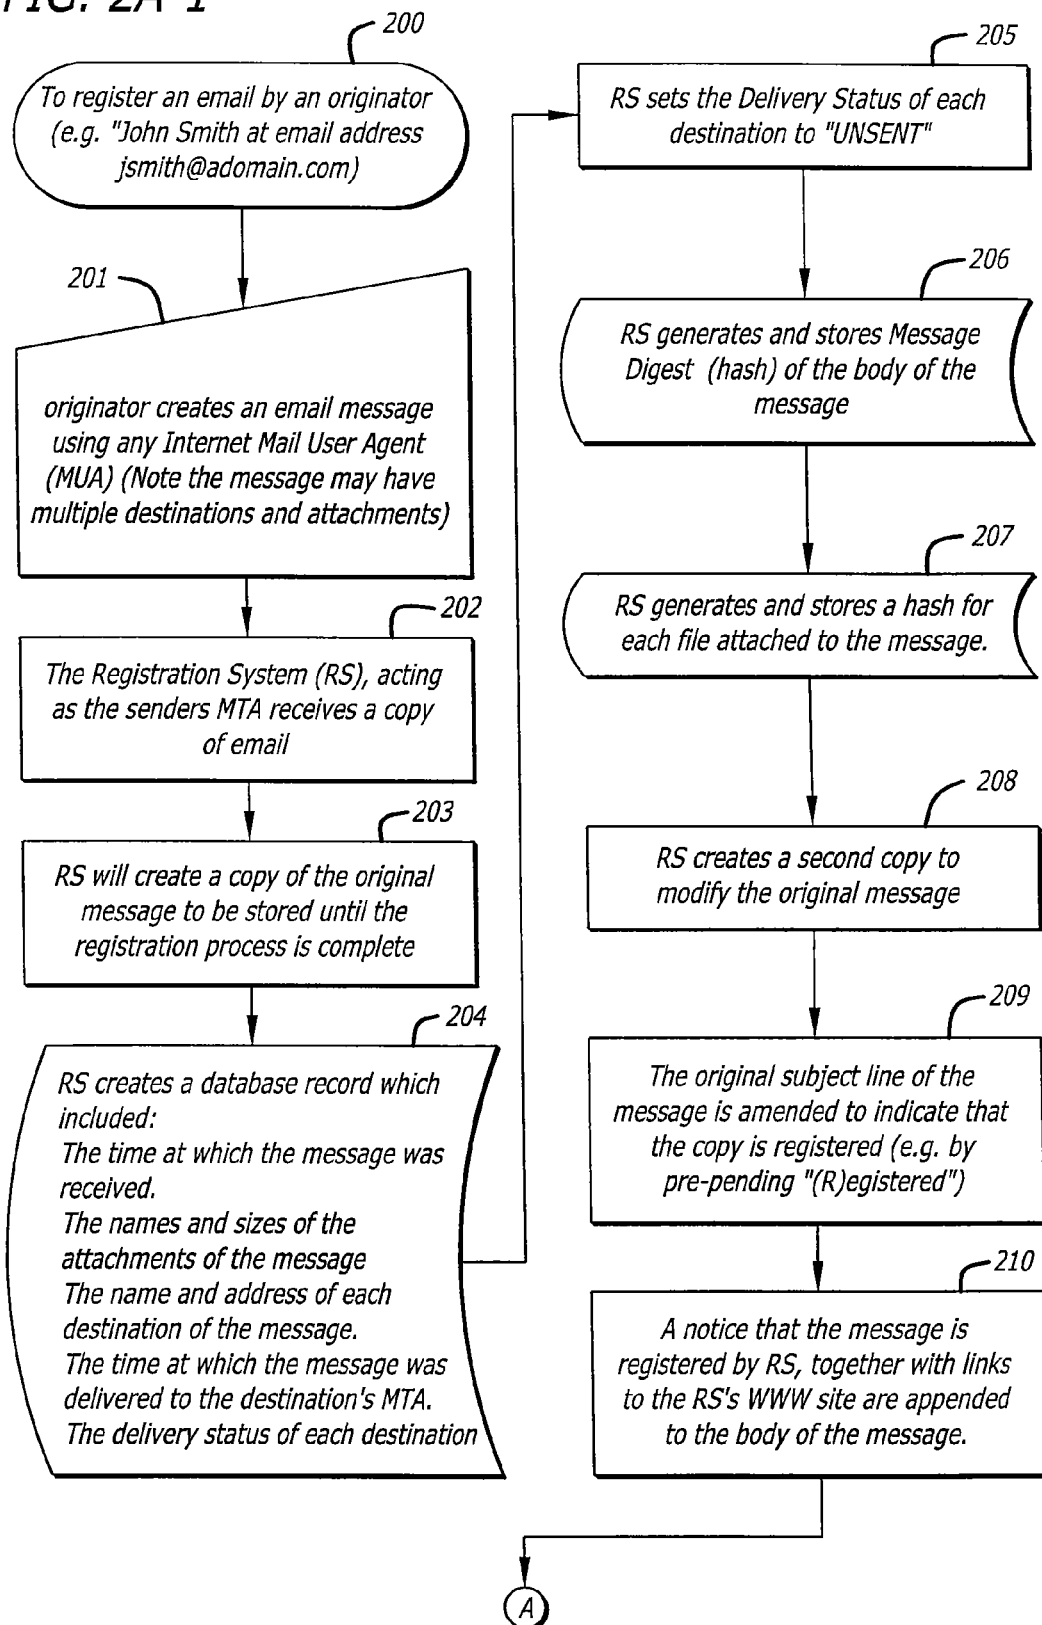 FIG. 2A-1
200
To register an email by an originator
(e.g. "John Smith at email address
jsmith@adomain.com)
201
originator creates an email message
using any Internet Mail User Agent
(MUA) (Note the message may have
multiple destinations and attachments)
202
The Registration System (RS), acting
as the senders MTA receives a copy
of email
203
RS will create a copy of the original
message to be stored until the
registration process is complete
204
RS creates a database record which
included:
The time at which the message was
received.
The names and sizes of the
attachments of the message
The name and address of each
destination of the message.
The time at which the message was
delivered to the destination's MTA.
The delivery status of each destination
205
RS sets the Delivery Status of each
destination to "UNSENT"
206
RS generates and stores Message
Digest (hash) of the body of the
message
207
RS generates and stores a hash for
each file attached to the message.
208
RS creates a second copy to
modify the original message
209
The original subject line of the
message is amended to indicate that
the copy is registered (e.g. by
pre-pending "(R)egistered")
210
A notice that the message is
registered by RS, together with links
to the RS's WWW site are appended
to the body of the message.
A